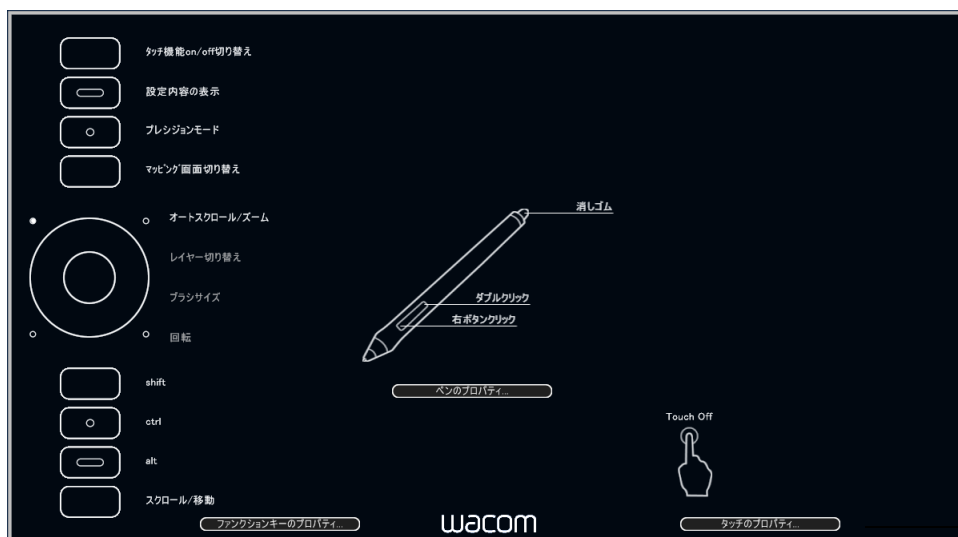 タッチ機能on/off切り替え
設定内容の表示
プレシジョンモード
マッピング画面切り替え
オートスクロール/ズーム
レイヤー切り替え
ブラシサイズ
回転
shift
ctrl
alt
スクロール/移動
ファンクションキーのプロパティ...
消しゴム
ダブルクリック
右ボタンクリック
ペンのプロパティ...
Touch Off
wacom
タッチのプロパティ...